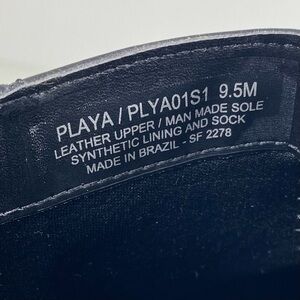 PLAYA / PLYA01S1 9.5M
LEATHER UPPER / MAN MADE SOLE
SYNTHETIC LINING AND SOCK
MADE IN BRAZIL - SF 2278